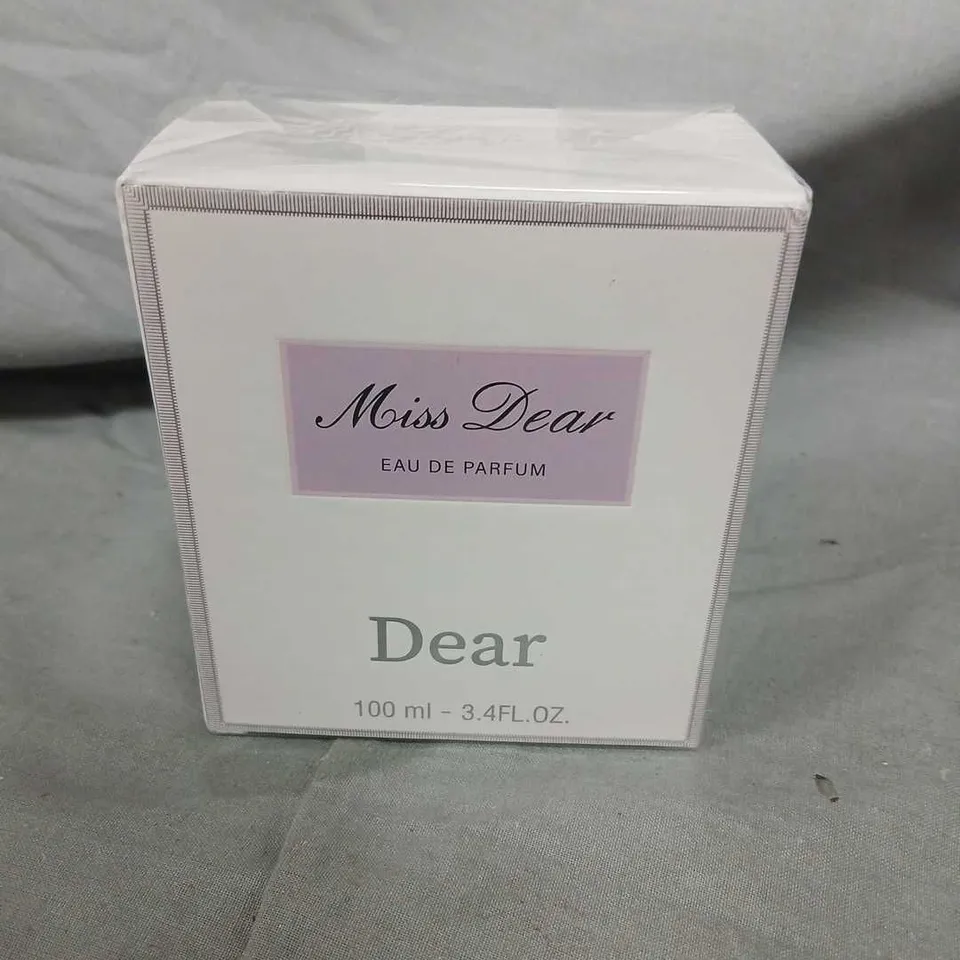 Miss Dear
EAU DE PARFUM
Dear
100 ml - 3.4FL.OZ.